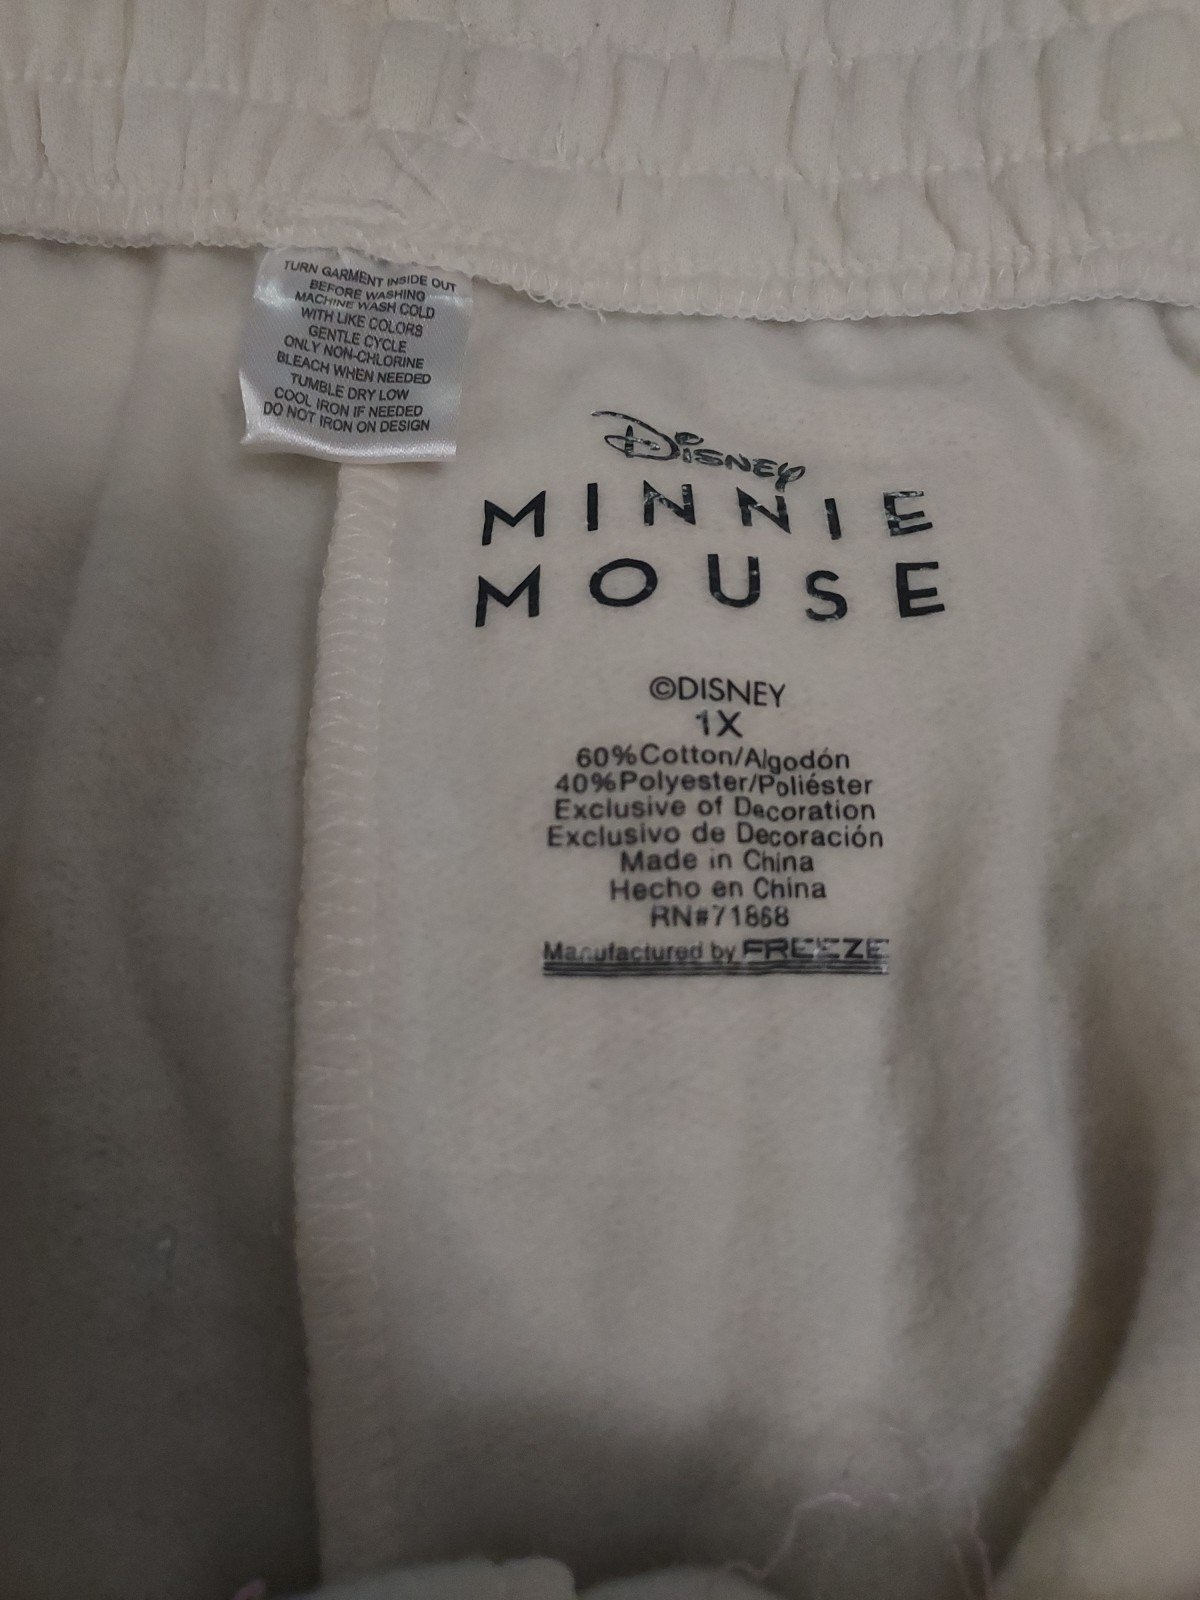 TURN GARMENT INSIDE OUT
BEFORE WASHING
MACHINE WASH COLD
WITH LIKE COLORS
GENTLE CYCLE
ONLY NON-CHLORINE
BLEACH WHEN NEEDED
TUMBLE DRY LOW
COOL IRON IF NEEDED
DO NOT IRON ON DESIGN
Disney
MINNIE
MOUSE
©DISNEY
1X
60%Cotton/Algodón
40%Polyester/Poliéster
Exclusive of Decoration
Exclusivo de Decoración
Made in China
Hecho en China
RN#71868
Manufactured by FREEZE